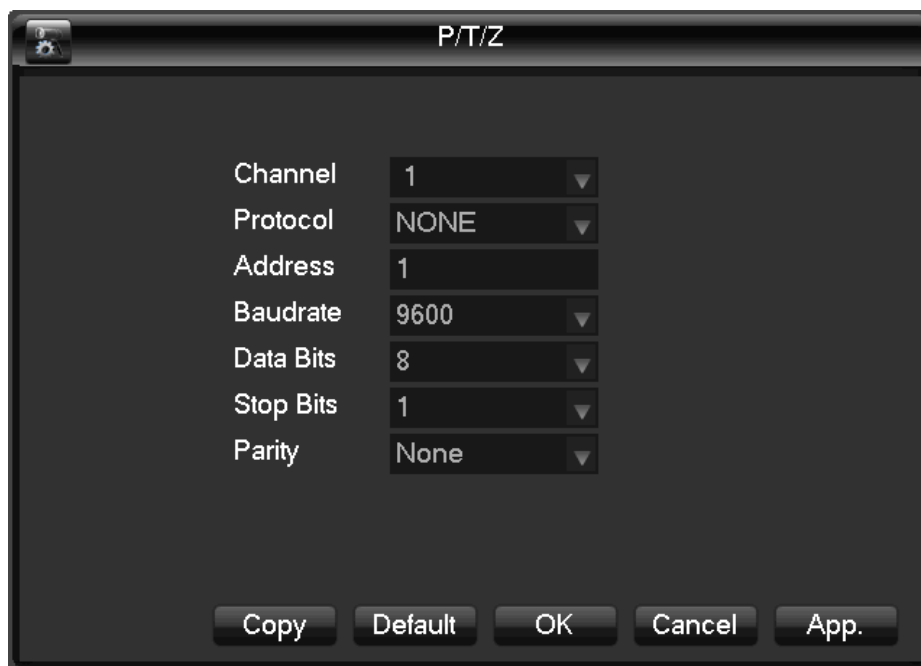 P/T/Z
Channel 1
Protocol NONE
Address 1
Baudrate 9600
Data Bits 8
Stop Bits 1
Parity None
Copy Default OK Cancel App.